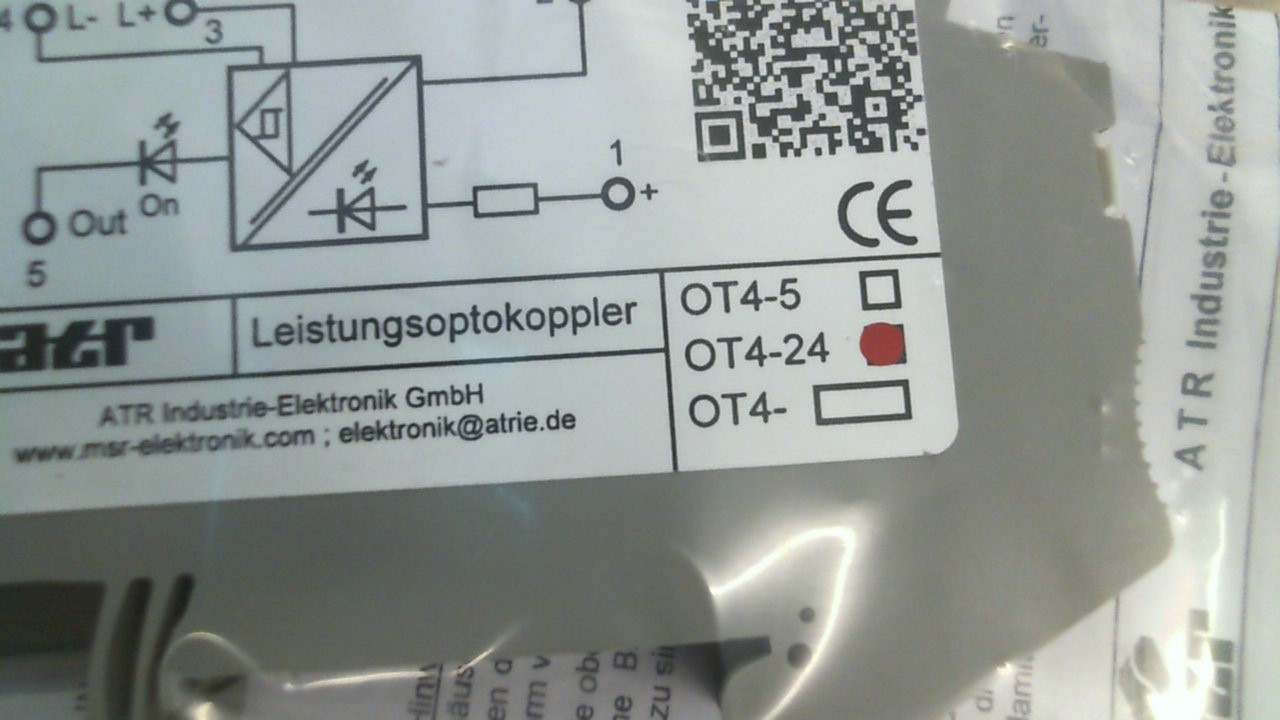 4 L- L+ 3
1
+
On
Out
5
CE
OT4-5
Leistungsoptokoppler
OT4-24
atr
OT4-
ATR Industrie-Elektronik GmbH
www.msr-elektronik.com ; elektronik@atrie.de
ATR Industrie-Elektronik